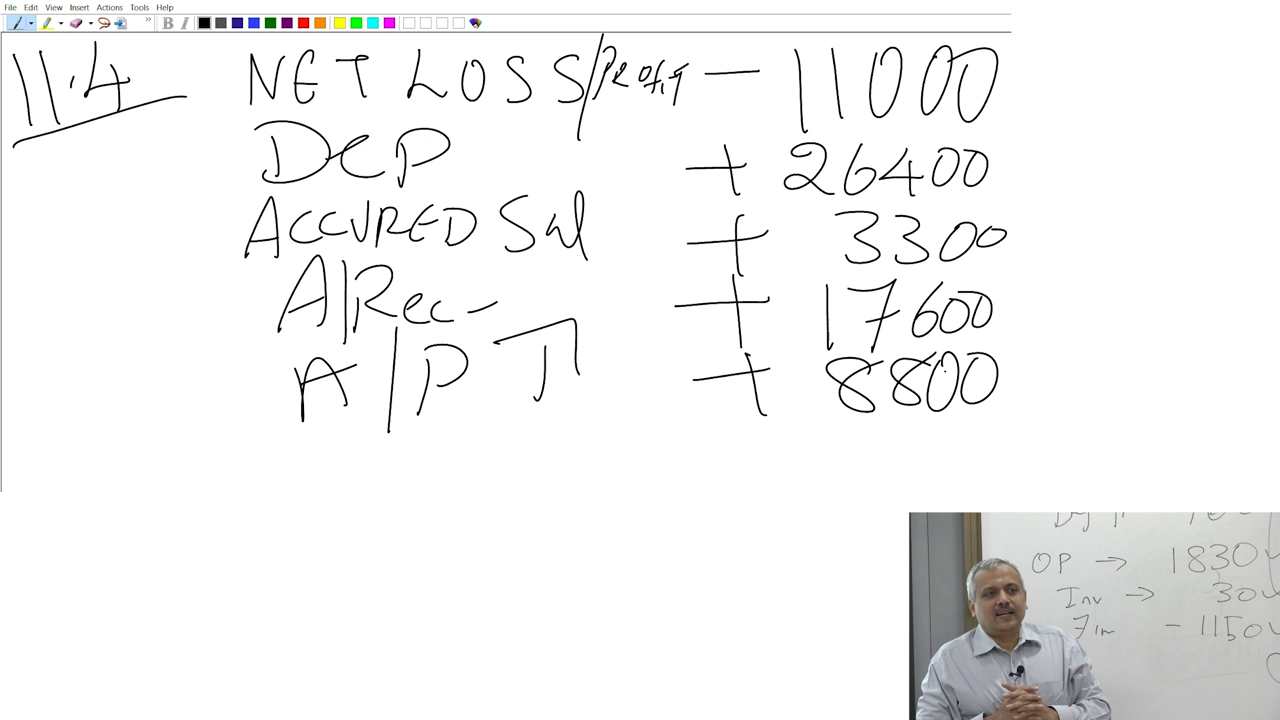 File Edit View Insert Actions Tools Help
B I
11.4 NET LOSS/PROFIT - 11000
DEP + 26400
ACCURED Sal + 3300
A/Rec - + 17600
A/P + 8800
OP → 1830
Inv → 30
Fin - 1150